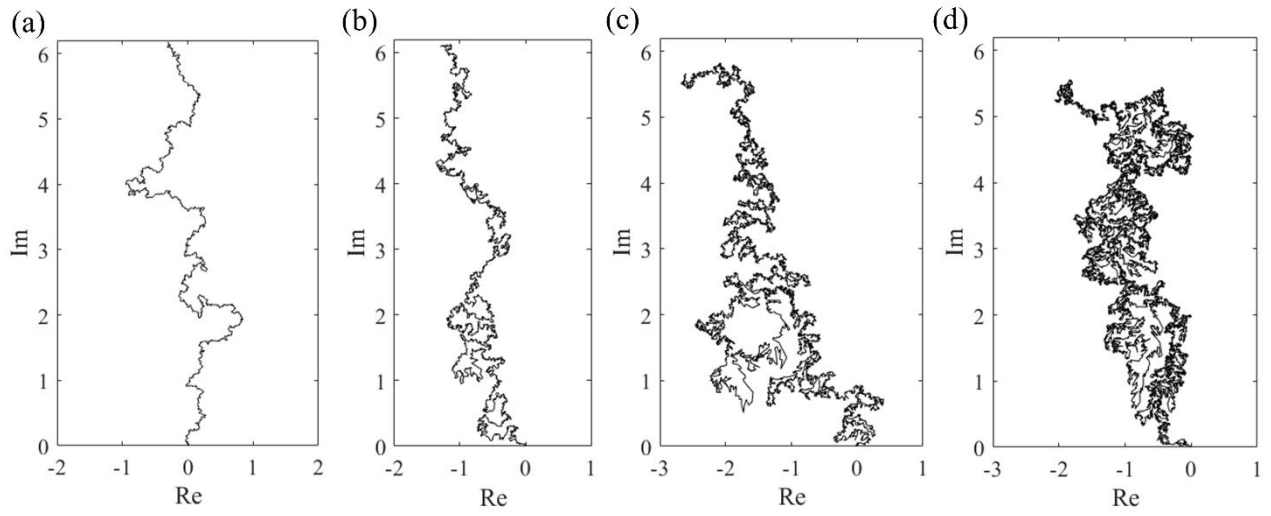 (a) (b) (c) (d)
6 6 6 6
5 5 5 5
4 4 4 4
Im 3 Im 3 Im 3 Im 3
2 2 2 2
1 1 1 1
0 0 0 0
-2 -1 0 1 2 -2 -1 0 1 -3 -2 -1 0 1 -3 -2 -1 0 1
Re Re Re Re